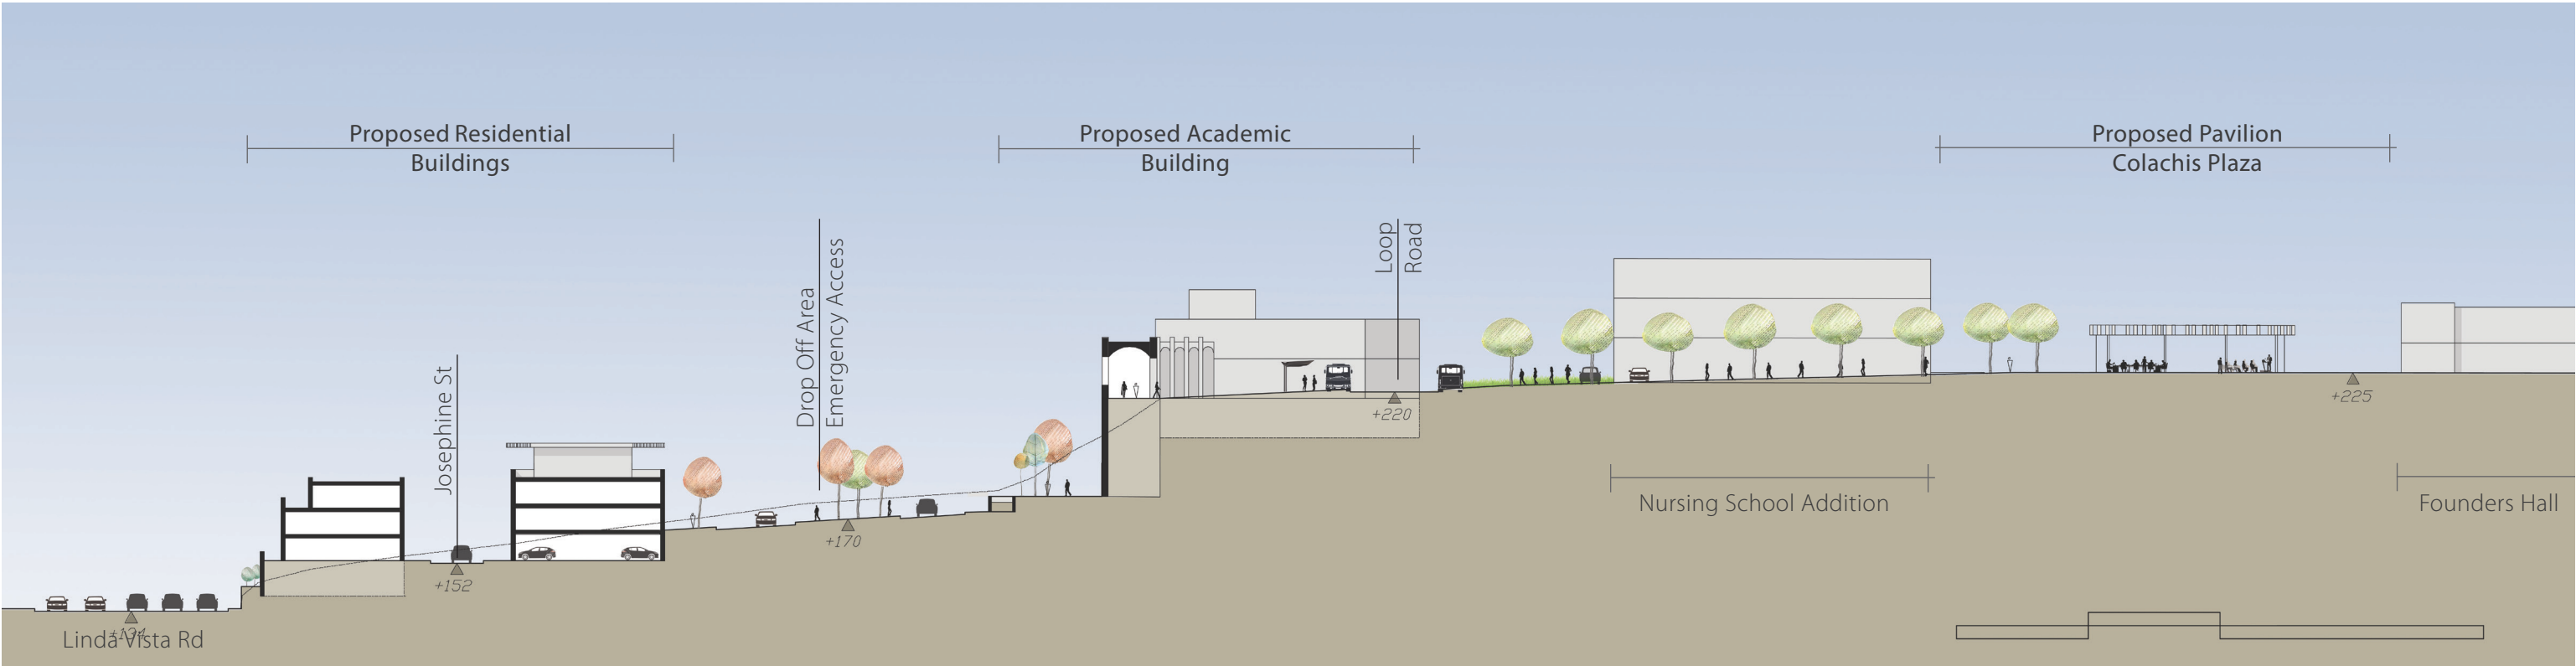 Proposed Residential
Buildings
Proposed Academic
Building
Proposed Pavilion
Colachis Plaza
Josephine St
Drop Off Area
Emergency Access
Loop
Road
+220
+225
Nursing School Addition
Founders Hall
+170
+152
+134
Linda Vista Rd